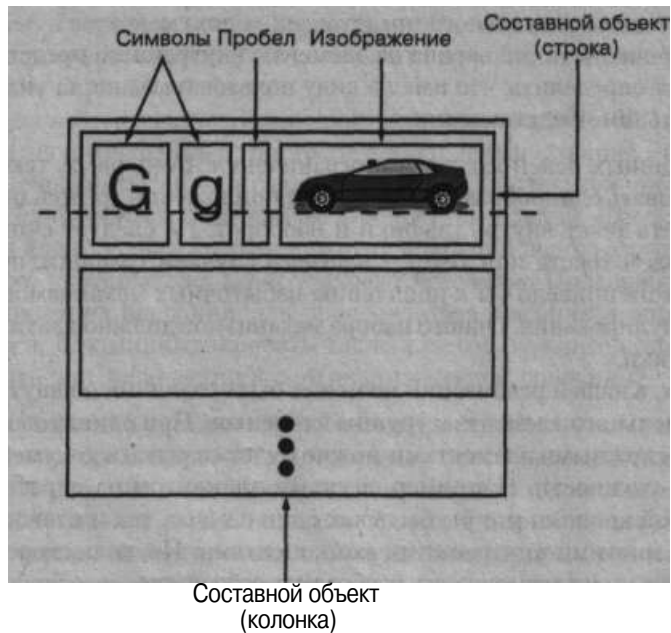 Составной объект
(строка)
Символы Пробел Изображение
G g
Составной объект
(колонка)